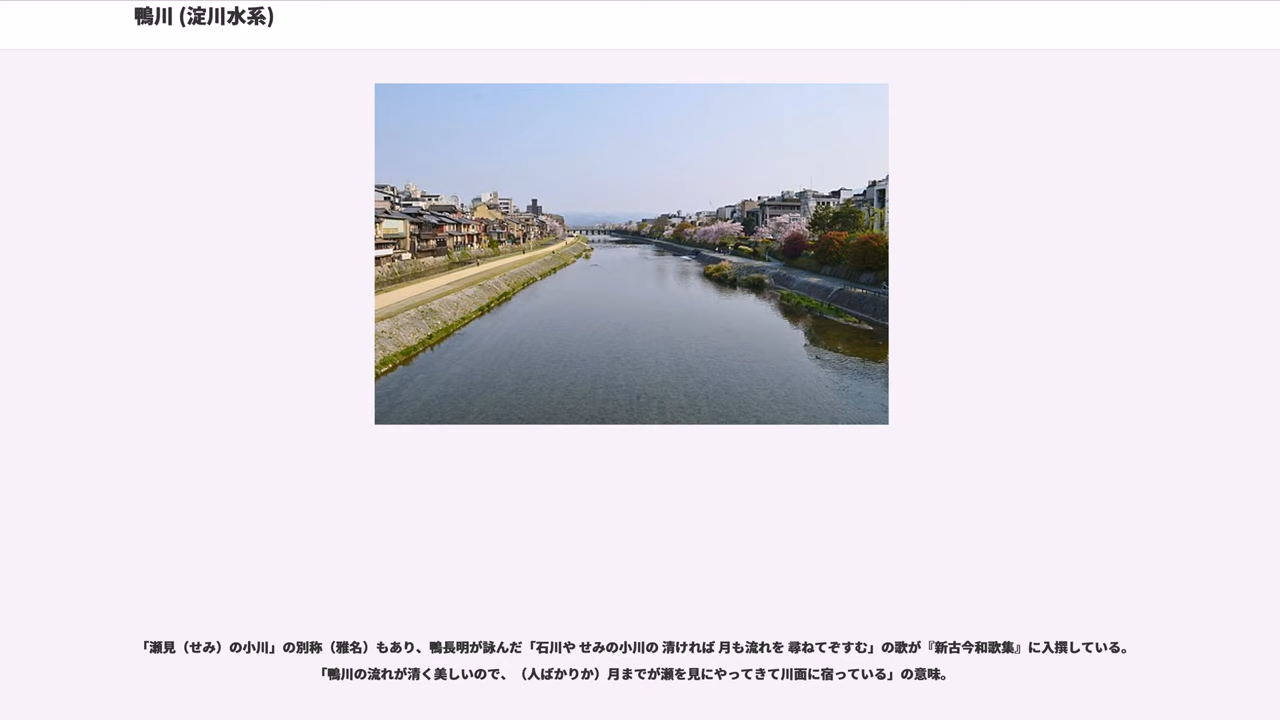 鴨川 (淀川水系)
「瀬見（せみ）の小川」の別称（雅名）もあり、鴨長明が詠んだ「石川や せみの小川の 清ければ 月も流れを 尋ねてぞすむ」の歌が『新古今和歌集』に入撰している。
「鴨川の流れが清く美しいので、（人ばかりか）月までが瀬を見にやってきて川面に宿っている」の意味。